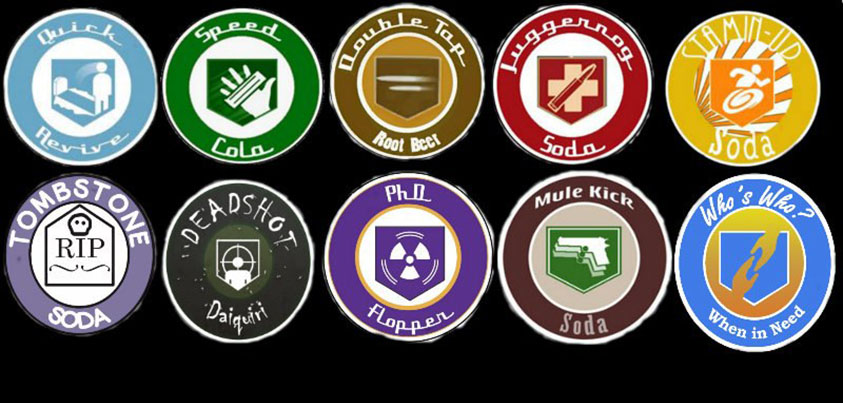 Quick
Revive
Speed
Cola
Double Tap
Root Beer
Juggernog
Soda
STAMIN-UP
Soda
TOMBSTONE
RIP
SODA
DEADSHOT
Daiquiri
PhD
Flopper
Mule Kick
Soda
Who's Who?
When in Need